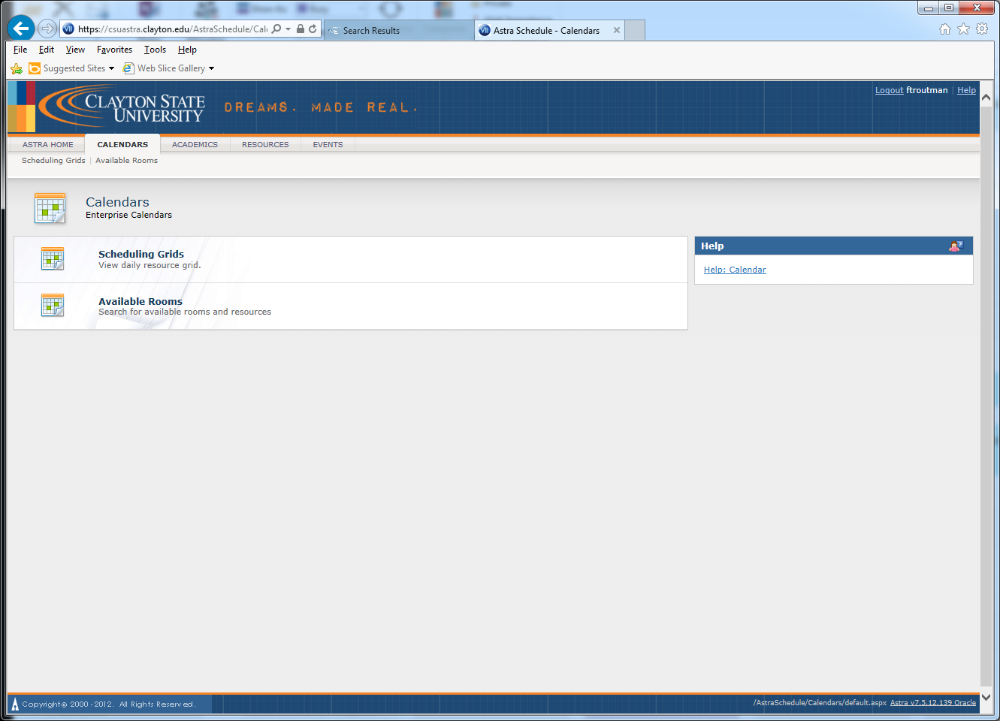 https://csuastra.clayton.edu/AstraSchedule/Cal
Search Results
Astra Schedule - Calendars
File Edit View Favorites Tools Help
Suggested Sites Web Slice Gallery
CLAYTON STATE
UNIVERSITY
DREAMS. MADE REAL.
Logout ftroutman | Help
ASTRA HOME CALENDARS ACADEMICS RESOURCES EVENTS
Scheduling Grids | Available Rooms
Calendars
Enterprise Calendars
Scheduling Grids
View daily resource grid.
Available Rooms
Search for available rooms and resources
Help
Help: Calendar
Copyright© 2000 -2012. All Rights Reserved.
/AstraSchedule/Calendars/default.aspx Astra v7.5.12.139 Oracle